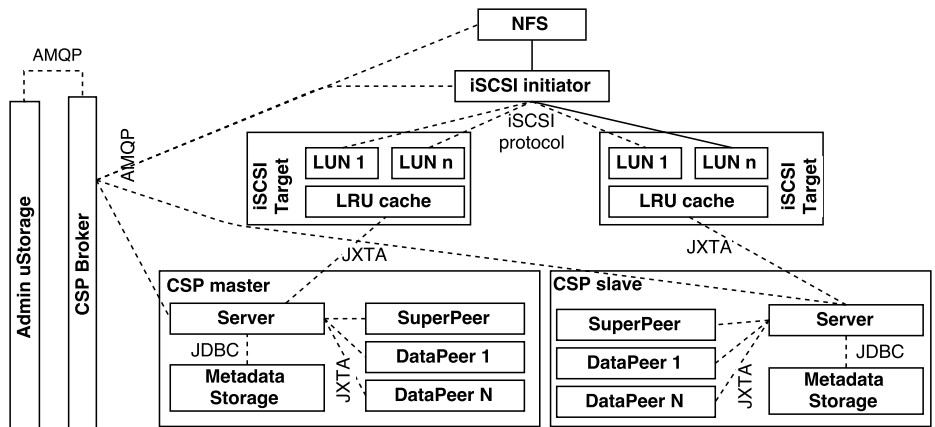 NFS
AMQP
iSCSI initiator
iSCSI
protocol
AMQP
Admin uStorage
CSP Broker
iSCSI
Target
LUN 1
LUN n
LRU cache
LUN 1
LUN n
LRU cache
iSCSI
Target
JXTA
JXTA
CSP master
Server
SuperPeer
JDBC
DataPeer 1
JXTA
Metadata
Storage
DataPeer N
CSP slave
SuperPeer
Server
DataPeer 1
JDBC
JXTA
DataPeer N
Metadata
Storage